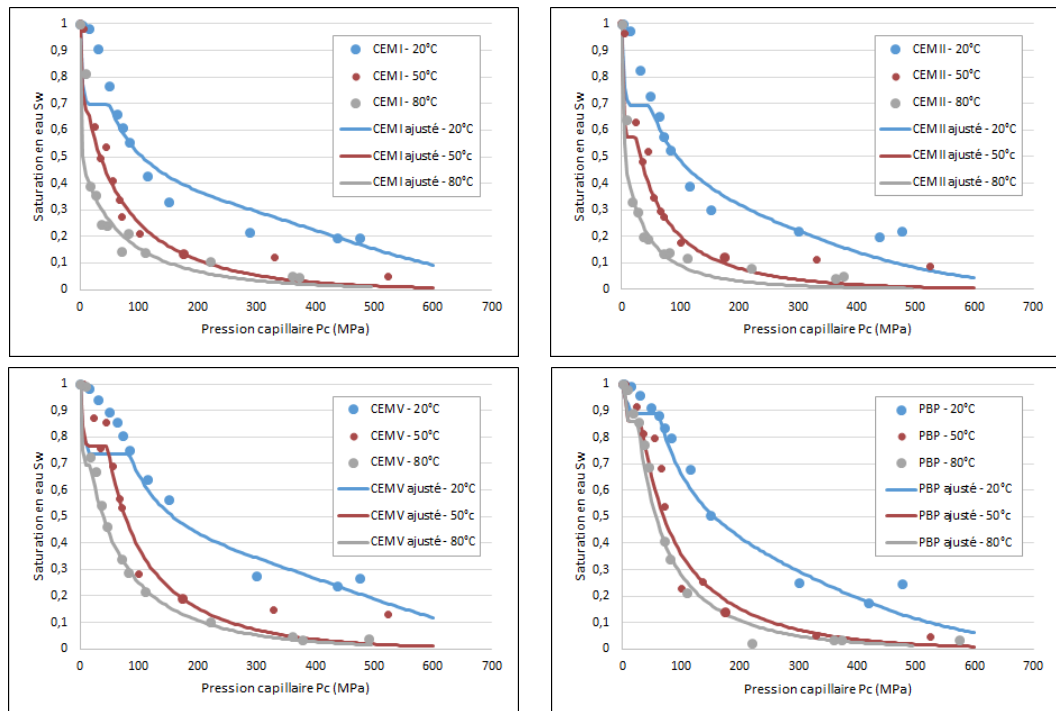 1
0,9
0,8
0,7
0,6
0,5
0,4
0,3
0,2
0,1
0
Saturation en eau Sw
0 100 200 300 400 500 600 700
Pression capillaire Pc (MPa)
CEM I - 20°C
CEM I - 50°C
CEM I - 80°C
CEM I ajusté - 20°C
CEM I ajusté - 50°c
CEM I ajusté - 80°C
1
0,9
0,8
0,7
0,6
0,5
0,4
0,3
0,2
0,1
0
Saturation en eau Sw
0 100 200 300 400 500 600 700
Pression capillaire Pc (MPa)
CEM II - 20°C
CEM II - 50°C
CEM II - 80°C
CEM II ajusté - 20°C
CEM II ajusté - 50°c
CEM II ajusté - 80°C
1
0,9
0,8
0,7
0,6
0,5
0,4
0,3
0,2
0,1
0
Saturation en eau Sw
0 100 200 300 400 500 600 700
Pression capillaire Pc (MPa)
CEM V - 20°C
CEM V - 50°C
CEM V - 80°C
CEM V ajusté - 20°C
CEM V ajusté - 50°c
CEM V ajusté - 80°C
1
0,9
0,8
0,7
0,6
0,5
0,4
0,3
0,2
0,1
0
Saturation en eau Sw
0 100 200 300 400 500 600 700
Pression capillaire Pc (MPa)
PBP - 20°C
PBP - 50°C
PBP - 80°C
PBP ajusté - 20°C
PBP ajusté - 50°c
PBP ajusté - 80°C